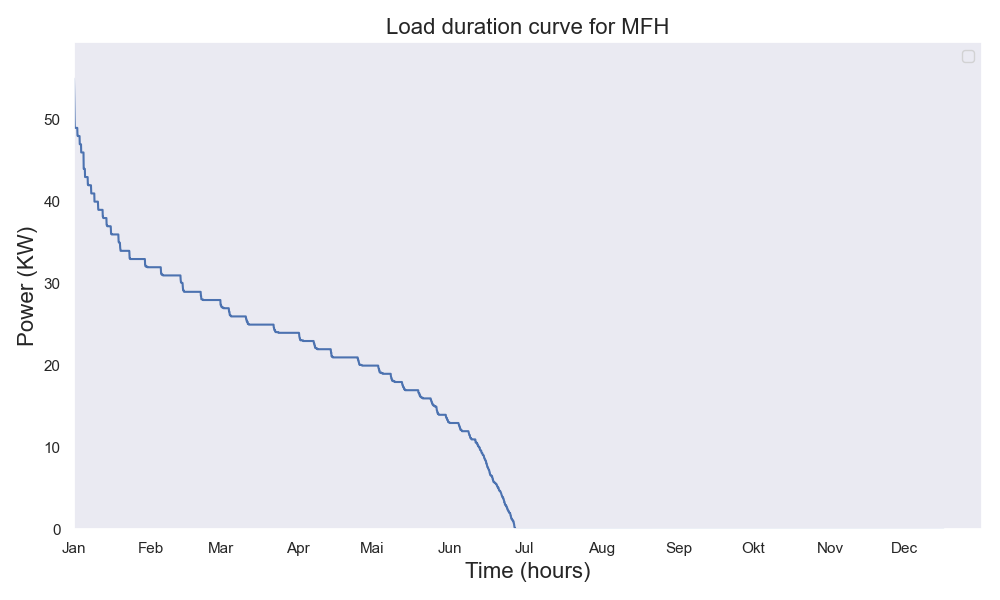 Load duration curve for MFH
Power (KW)
50
40
30
20
10
0
Jan Feb Mar Apr Mai Jun Jul Aug Sep Okt Nov Dec
Time (hours)